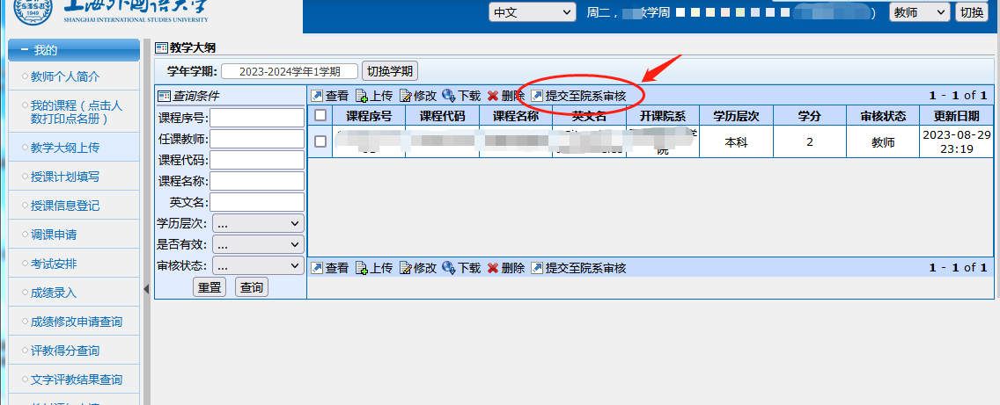 上海外国语大学
SHANGHAI INTERNATIONAL STUDIES UNIVERSITY
SISU
1949
中文 周二， 教学周 ） 教师 切换
我的
教师个人简介
我的课程（点击人
数打印点名册）
教学大纲上传
授课计划填写
授课信息登记
调课申请
考试安排
成绩录入
成绩修改申请查询
评教得分查询
文字评教结果查询
教学大纲
学年学期: 2023-2024学年1学期 切换学期
查询条件
课程序号:
任课教师:
课程代码:
课程名称:
英文名:
学历层次: ...
是否有效: ...
审核状态: ...
重置 查询
查看 上传 修改 下载 删除 提交至院系审核 1 - 1 of 1
课程序号 课程代码 课程名称 英文名 开课院系 学历层次 学分 审核状态 更新日期
学院 本科 2 教师 2023-08-29
23:19
查看 上传 修改 下载 删除 提交至院系审核 1 - 1 of 1